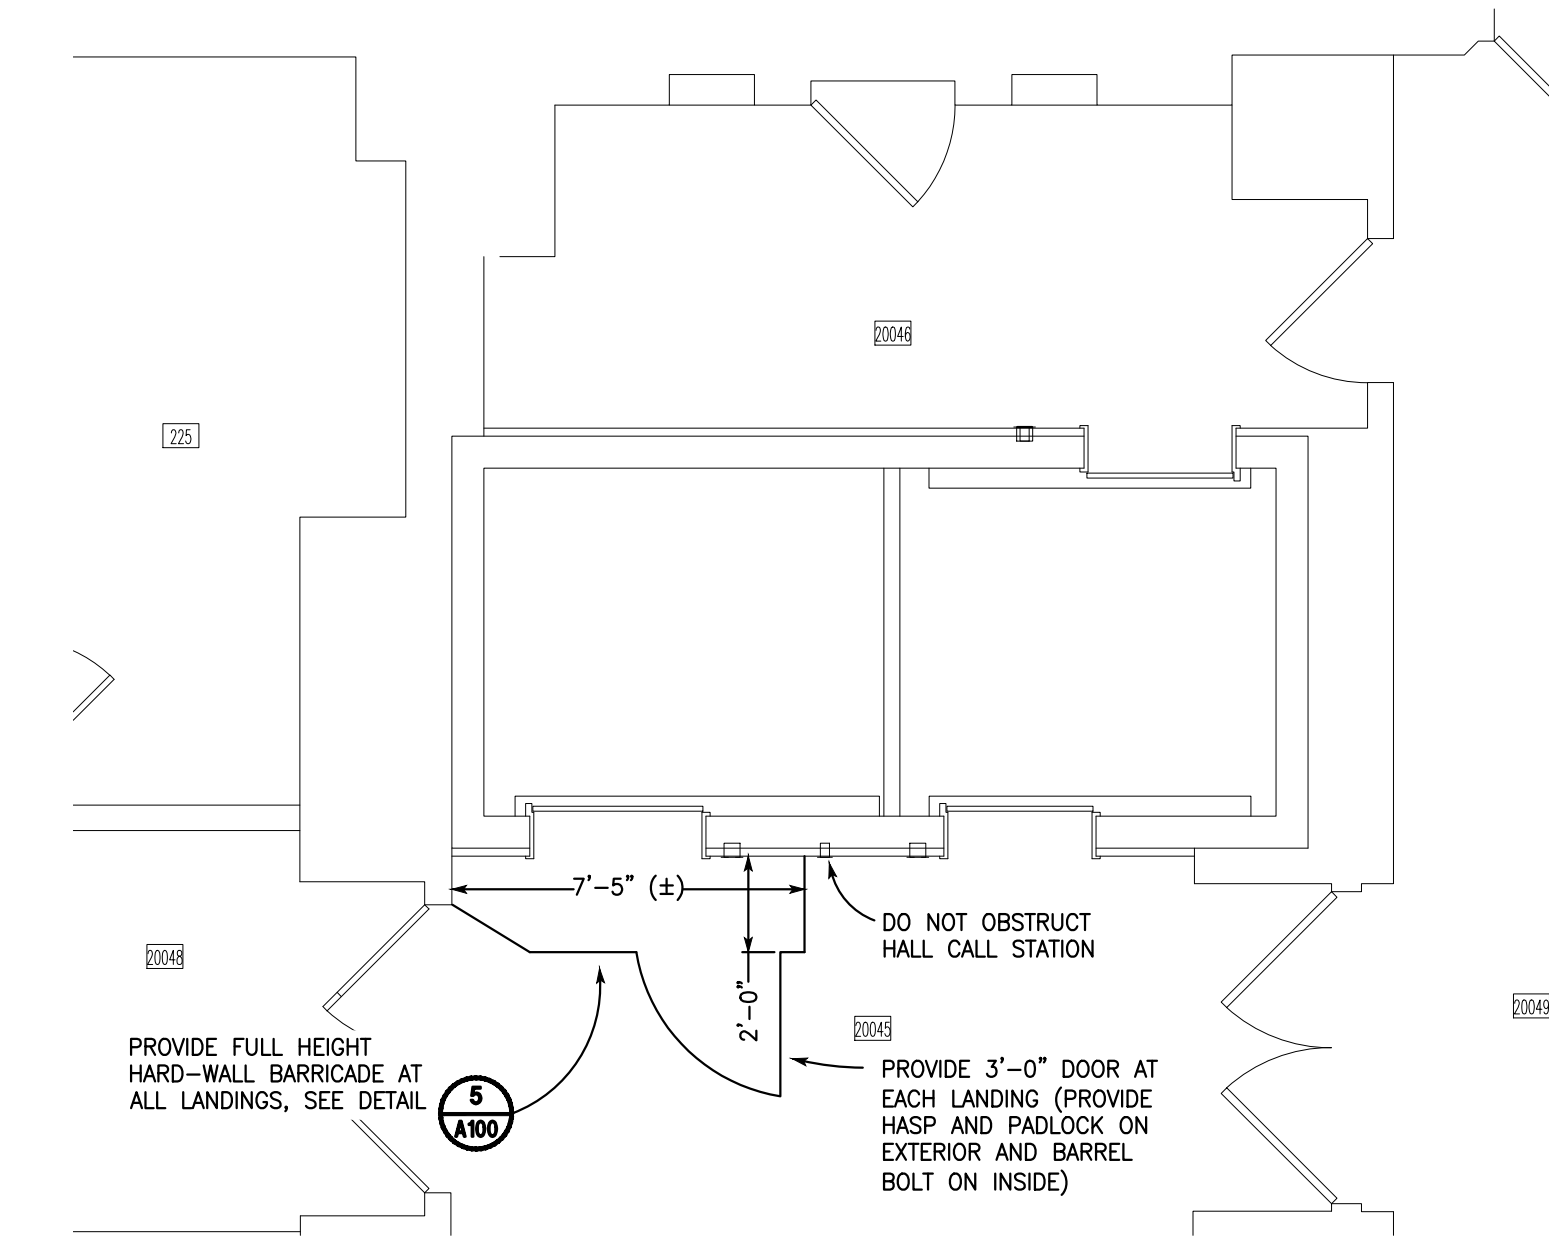 20046
225
7'-5" (±)
DO NOT OBSTRUCT
HALL CALL STATION
20048
2'-0"
20049
20045
PROVIDE FULL HEIGHT
HARD-WALL BARRICADE AT
ALL LANDINGS, SEE DETAIL
5
A100
PROVIDE 3'-0" DOOR AT
EACH LANDING (PROVIDE
HASP AND PADLOCK ON
EXTERIOR AND BARREL
BOLT ON INSIDE)